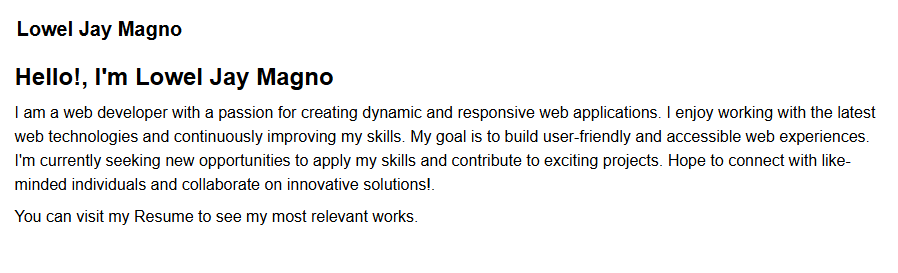 Lowel Jay Magno
Hello!, I'm Lowel Jay Magno
I am a web developer with a passion for creating dynamic and responsive web applications. I enjoy working with the latest
web technologies and continuously improving my skills. My goal is to build user-friendly and accessible web experiences.
I'm currently seeking new opportunities to apply my skills and contribute to exciting projects. Hope to connect with like-
minded individuals and collaborate on innovative solutions!.
You can visit my Resume to see my most relevant works.